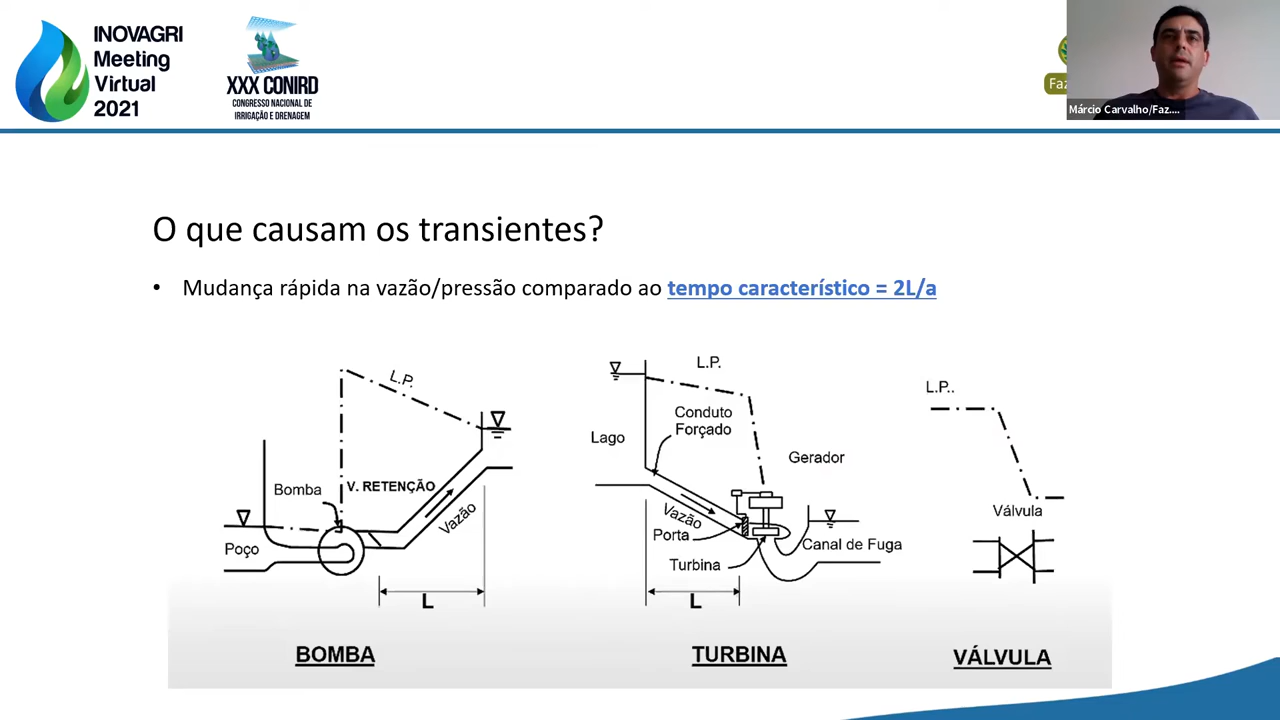 INOVAGRI
Meeting
Virtual
2021
XXX CONIRD
CONGRESSO NACIONAL DE
IRRIGAÇÃO E DRENAGEM
Márcio Carvalho/Faz....
O que causam os transientes?
• Mudança rápida na vazão/pressão comparado ao tempo característico = 2L/a
L.P.
Bomba
V. RETENÇÃO
Vazão
Poço
L
BOMBA
L.P.
Conduto
Forçado
Lago
Gerador
Vazão
Porta
Turbina
Canal de Fuga
L
TURBINA
L.P..
Válvula
VÁLVULA